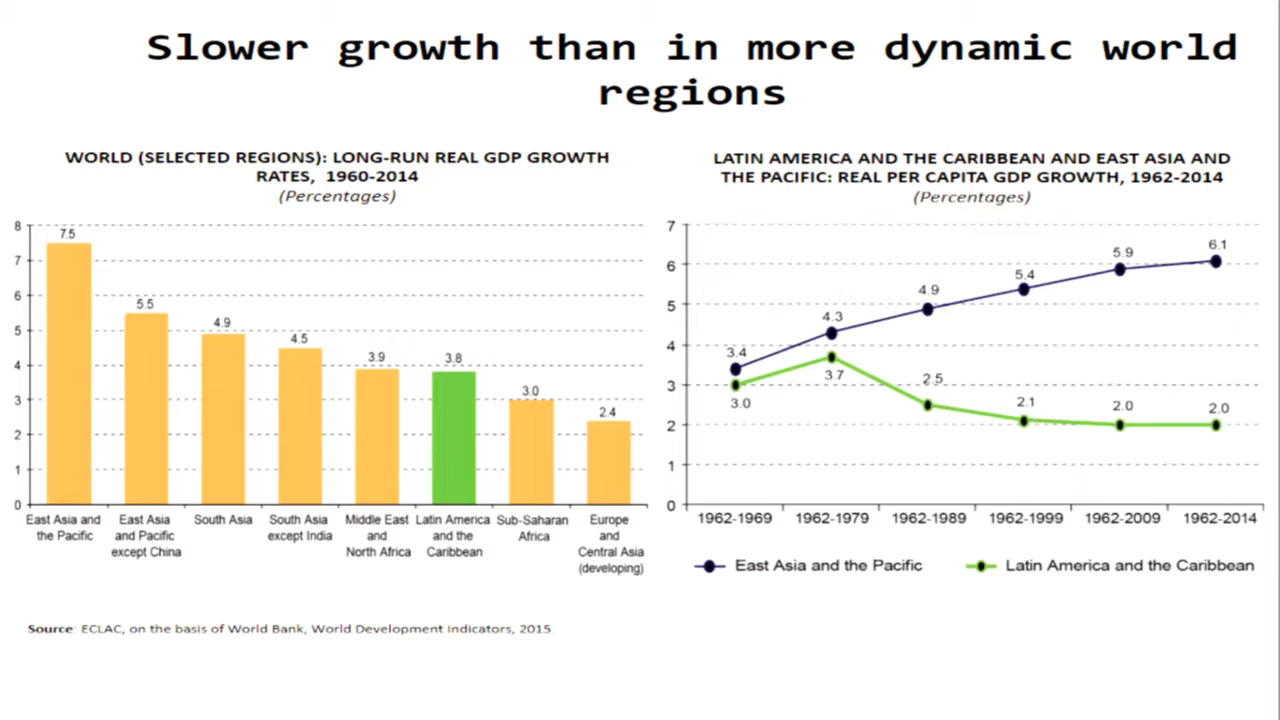 Slower growth than in more dynamic world
regions
WORLD (SELECTED REGIONS): LONG-RUN REAL GDP GROWTH
RATES, 1960-2014
(Percentages)
8
7
6
5
4
3
2
1
0
7.5
5.5
4.9
4.5
3.9
3.8
3.0
2.4
East Asia and
the Pacific
East Asia
and Pacific
except China
South Asia
South Asia
except India
Middle East
and
North Africa
Latin America
and the
Caribbean
Sub-Saharan
Africa
Europe
and
Central Asia
(developing)
LATIN AMERICA AND THE CARIBBEAN AND EAST ASIA AND
THE PACIFIC: REAL PER CAPITA GDP GROWTH, 1962-2014
(Percentages)
7
6
5
4
3
2
1
0
3.4
4.3
4.9
5.4
5.9
6.1
3.0
3.7
2.5
2.1
2.0
2.0
1962-1969
1962-1979
1962-1989
1962-1999
1962-2009
1962-2014
East Asia and the Pacific
Latin America and the Caribbean
Source: ECLAC, on the basis of World Bank, World Development Indicators, 2015.